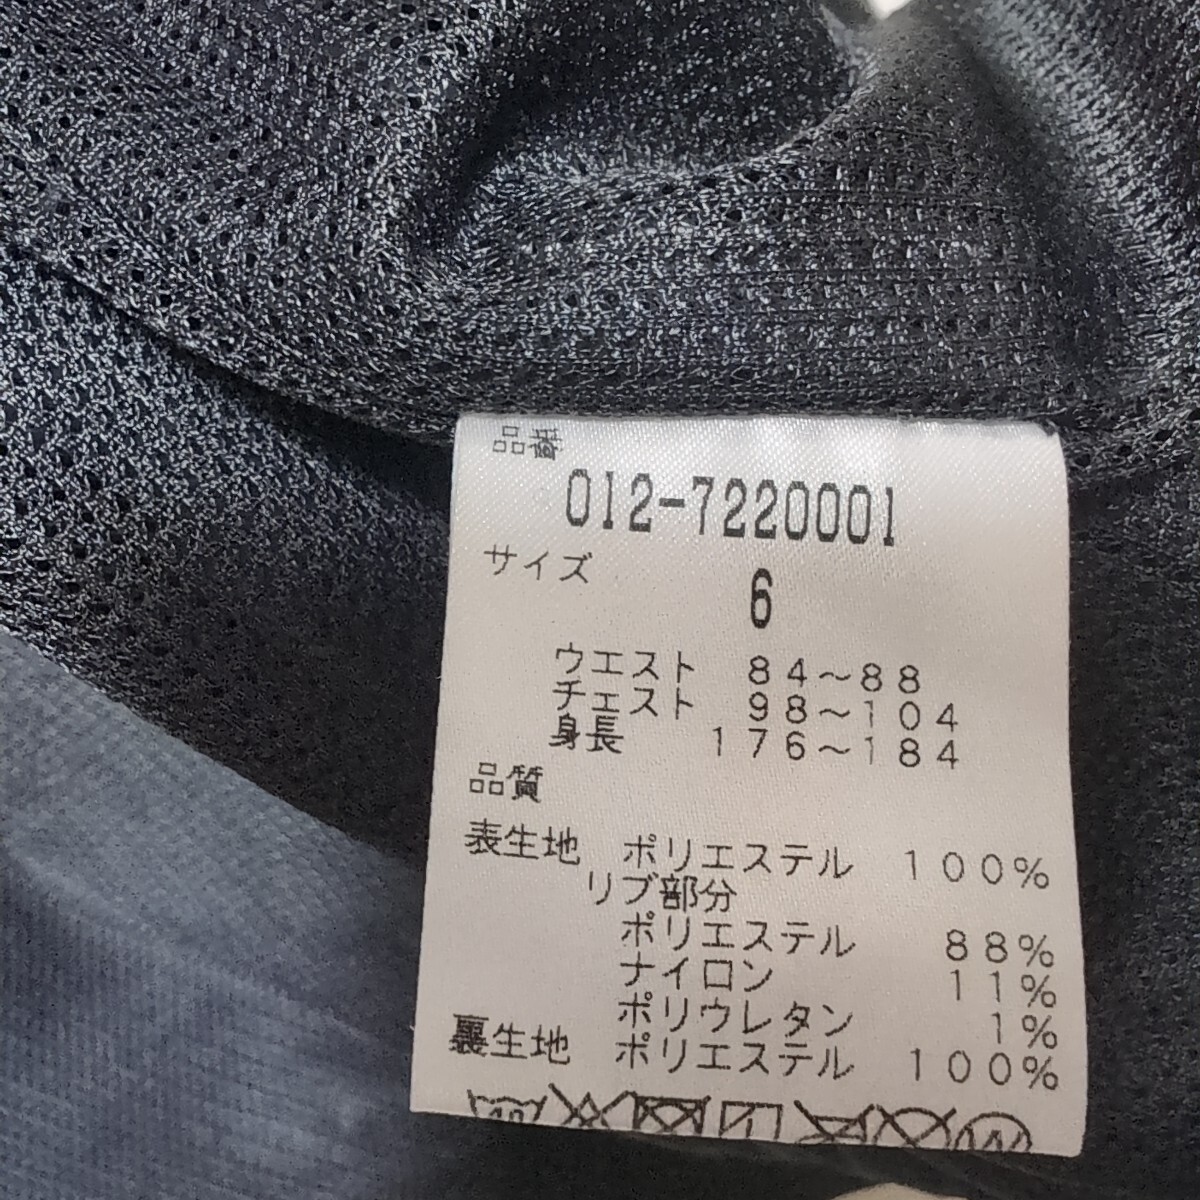 品番
012-7220001
サイズ
6
ウエスト 84~88
チェスト 98~104
身長 176~184
品質
表生地 ポリエステル 100%
リブ部分
ポリエステル 88%
ナイロン 11%
ポリウレタン 1%
裏生地 ポリエステル 100%